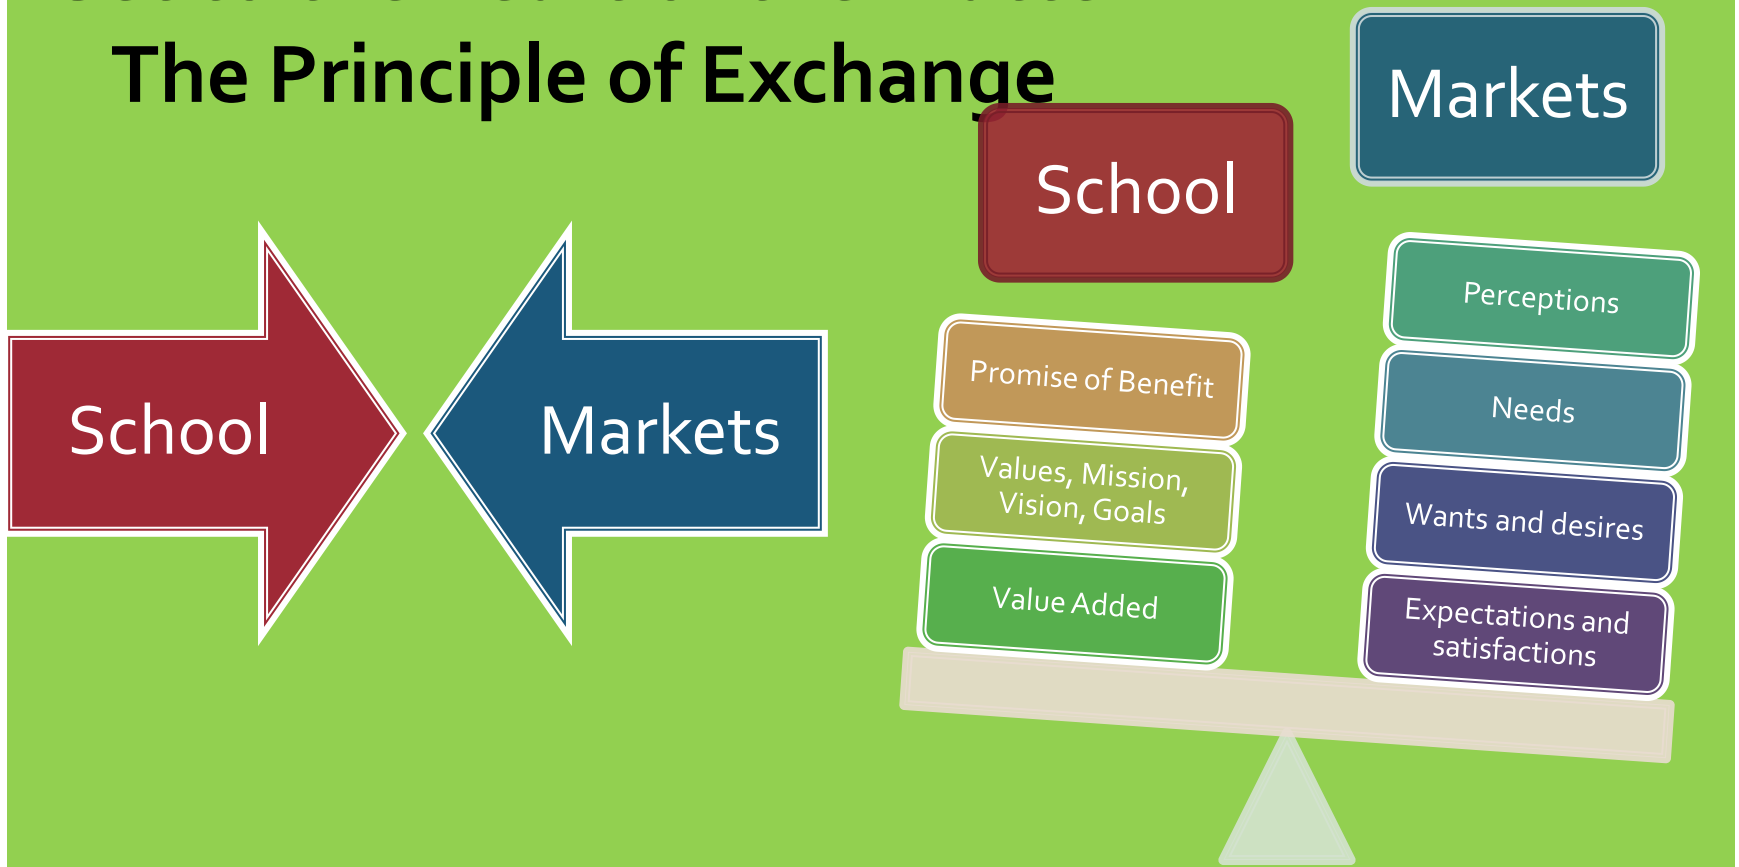 The Principle of Exchange
Markets
School
School
Markets
Promise of Benefit
Values, Mission,
Vision, Goals
Value Added
Perceptions
Needs
Wants and desires
Expectations and
satisfactions